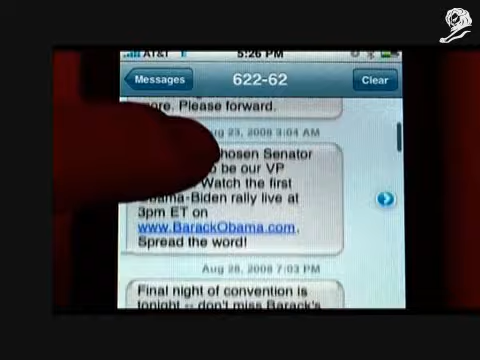 AT&T E 5:26 PM
Messages 622-62 Clear
more. Please forward.
Aug 23, 2008 3:04 AM
hosen Senator
be our VP
Watch the first
Obama-Biden rally live at
3pm ET on
www.BarackObama.com.
Spread the word!
Aug 28, 2008 7:03 PM
Final night of convention is
tonight -- don't miss Barack's